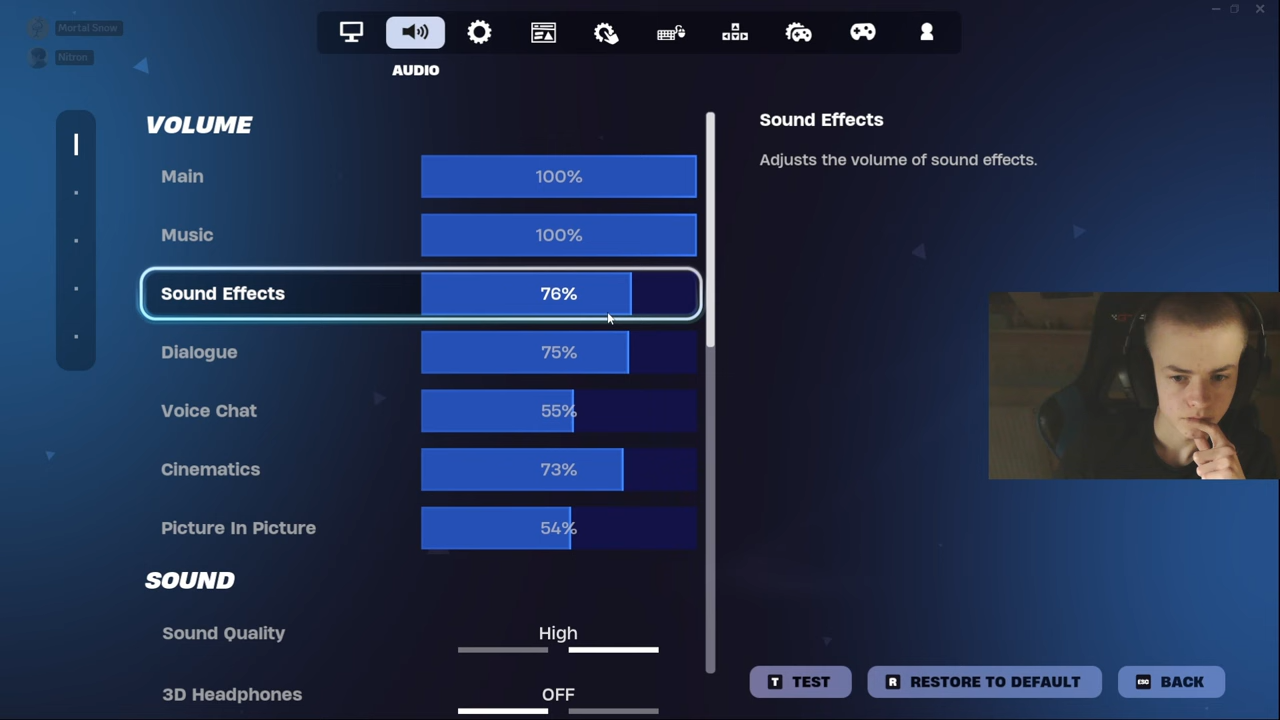 Mortal Snow
Nitron
AUDIO
VOLUME
Main 100%
Music 100%
Sound Effects 76%
Dialogue 75%
Voice Chat 55%
Cinematics 73%
Picture In Picture 54%
SOUND
Sound Quality High
3D Headphones OFF
Sound Effects
Adjusts the volume of sound effects.
T TEST
R RESTORE TO DEFAULT
ESC BACK